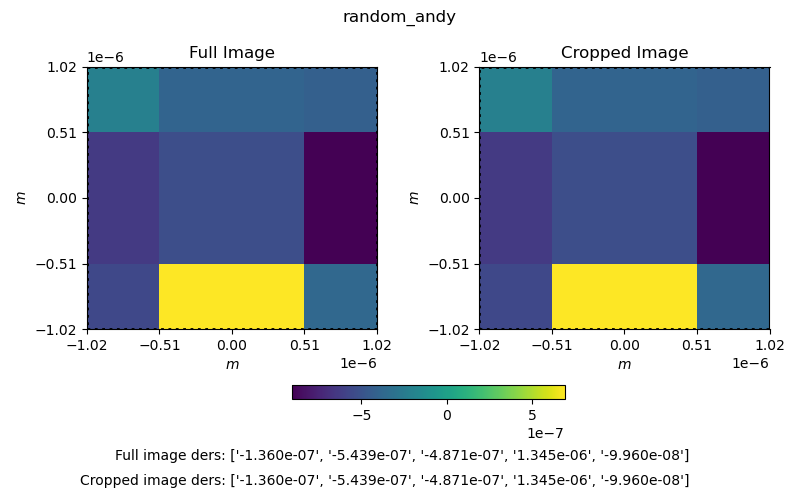 random_andy
Full Image
Cropped Image
1e−6
1e−6
1.02
0.51
0.00
−0.51
−1.02
m
−1.02
−0.51
0.00
0.51
1.02
m
1e−6
1.02
0.51
0.00
−0.51
−1.02
m
−1.02
−0.51
0.00
0.51
1.02
m
1e−6
−5
0
5
1e−7
Full image ders: ['-1.360e-07', '-5.439e-07', '-4.871e-07', '1.345e-06', '-9.960e-08']
Cropped image ders: ['-1.360e-07', '-5.439e-07', '-4.871e-07', '1.345e-06', '-9.960e-08']